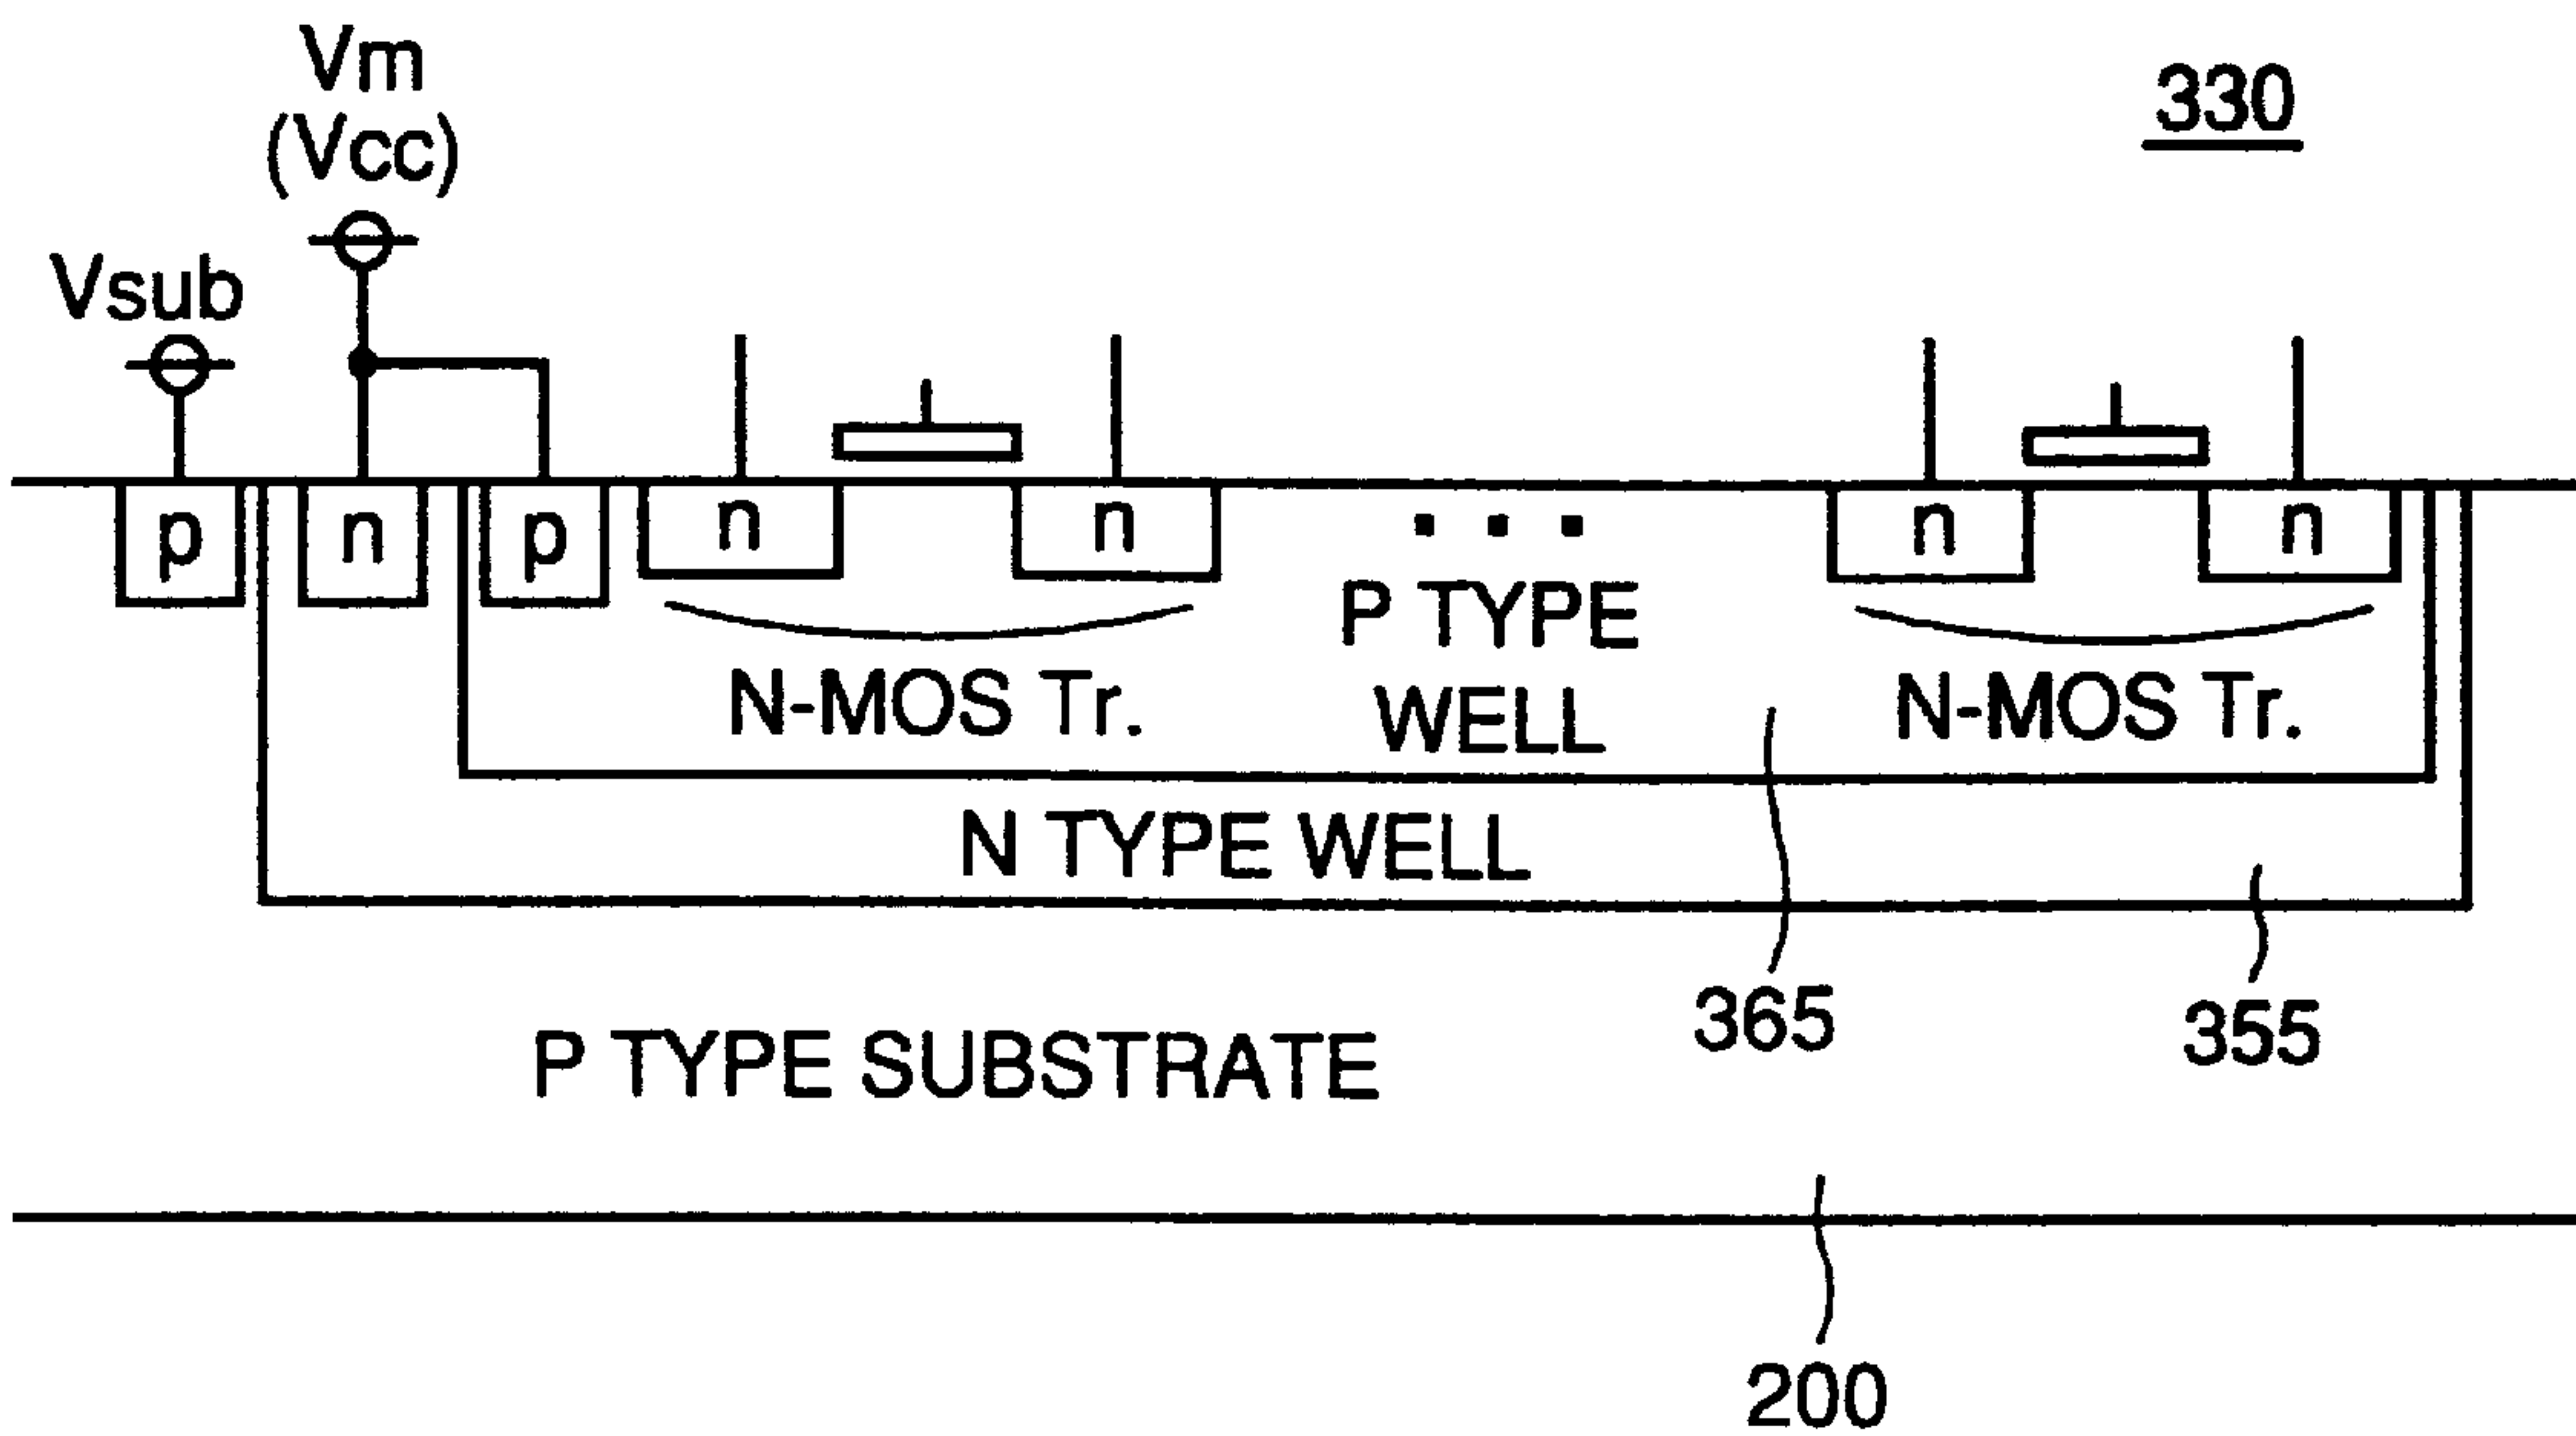 Vm
(Vcc)
330
Vsub
p
n
p
n
n
n
n
P TYPE
WELL
N-MOS Tr.
N-MOS Tr.
N TYPE WELL
365
355
P TYPE SUBSTRATE
200